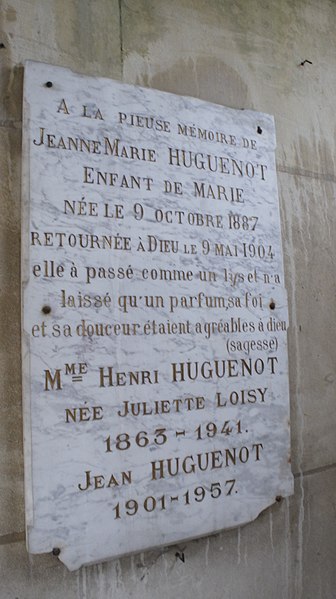 A LA PIEUSE MÉMOIRE DE
JEANNE MARIE HUGUENOT
ENFANT DE MARIE
NÉE LE 9 OCTOBRE 1887
RETOURNÉE À DIEU LE 9 MAI 1904
elle à passé comme un lys et n'a
laissé qu'un parfum, sa foi
et sa douceur étaient agréables à dieu
(sagesse)
MME HENRI HUGUENOT
NÉE JULIETTE LOISY
1863-1941.
JEAN HUGUENOT
1901-1957.